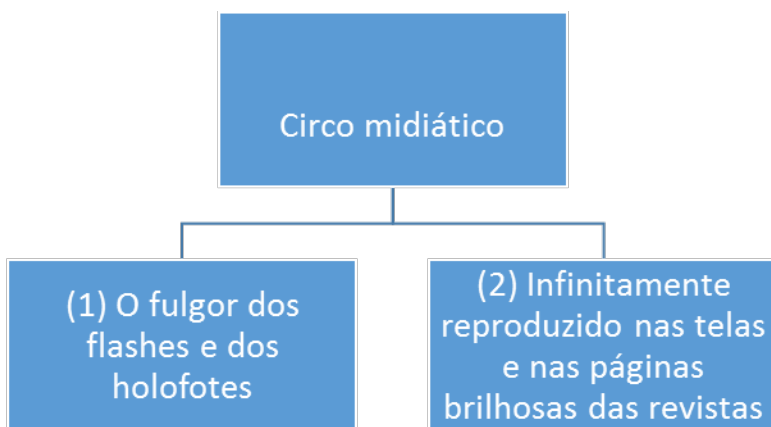 Circo midiático
(1) O fulgor dos
flashes e dos
holofotes
(2) Infinitamente
reproduzido nas telas
e nas páginas
brilhosas das revistas